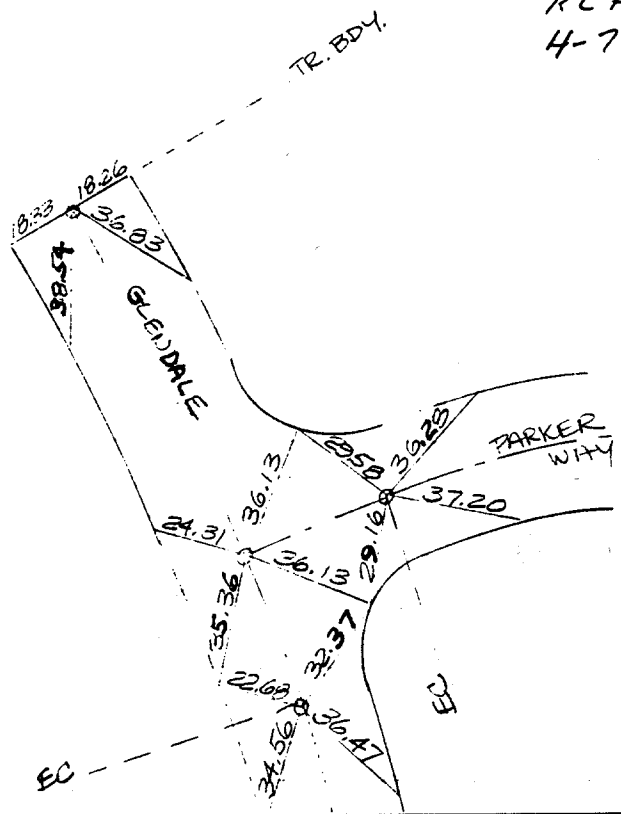 4-7
TR. BDY.
18.33
18.26
36.83
38.54
GLENDALE
36.13
29.58
36.28
PARKER
WAY
37.20
24.31
29.16
36.13
35.36
32.37
22.68
34.56
36.47
EC
EC